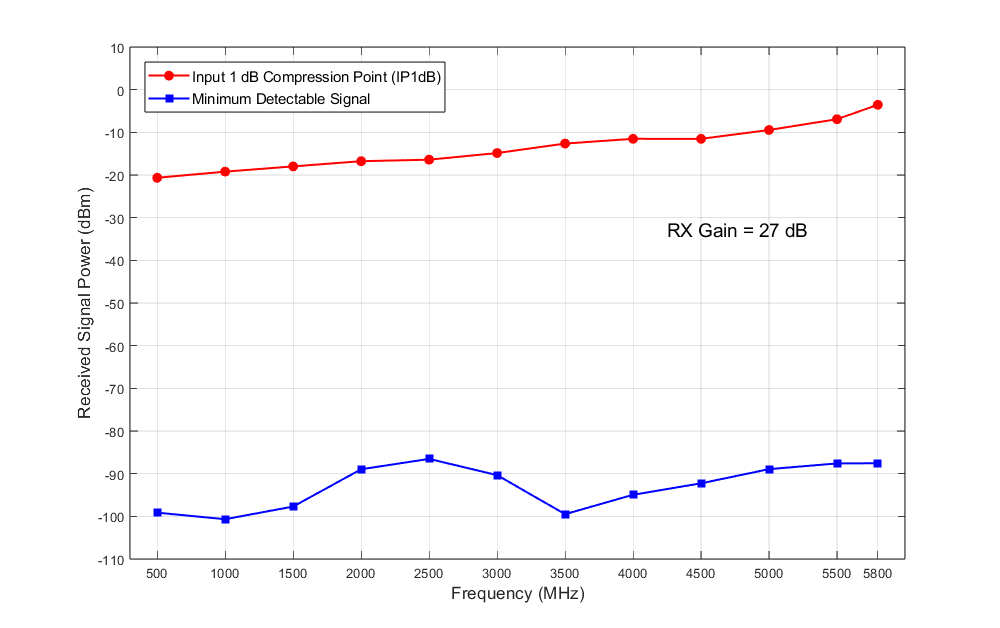 10
0
-10
-20
-30
-40
-50
-60
-70
-80
-90
-100
-110
Received Signal Power (dBm)
Input 1 dB Compression Point (IP1dB)
Minimum Detectable Signal
RX Gain = 27 dB
500 1000 1500 2000 2500 3000 3500 4000 4500 5000 5500 5800
Frequency (MHz)